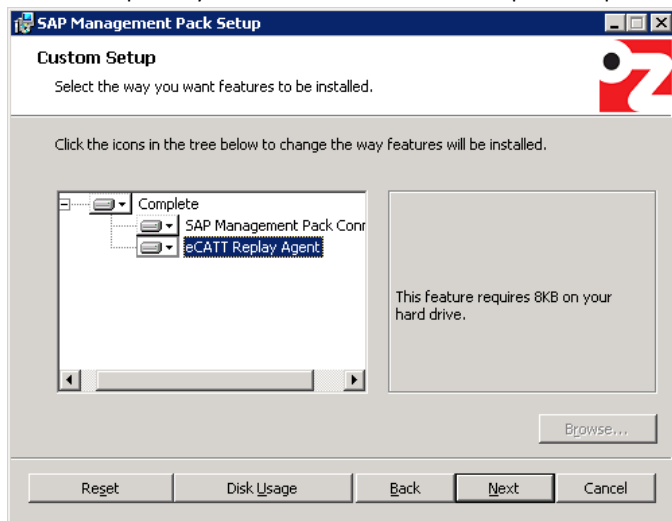 SAP Management Pack Setup
Custom Setup
Select the way you want features to be installed.
Click the icons in the tree below to change the way features will be installed.
Complete
SAP Management Pack Conn
eCATT Replay Agent
This feature requires 8KB on your
hard drive.
Browse...
Reset
Disk Usage
Back
Next
Cancel